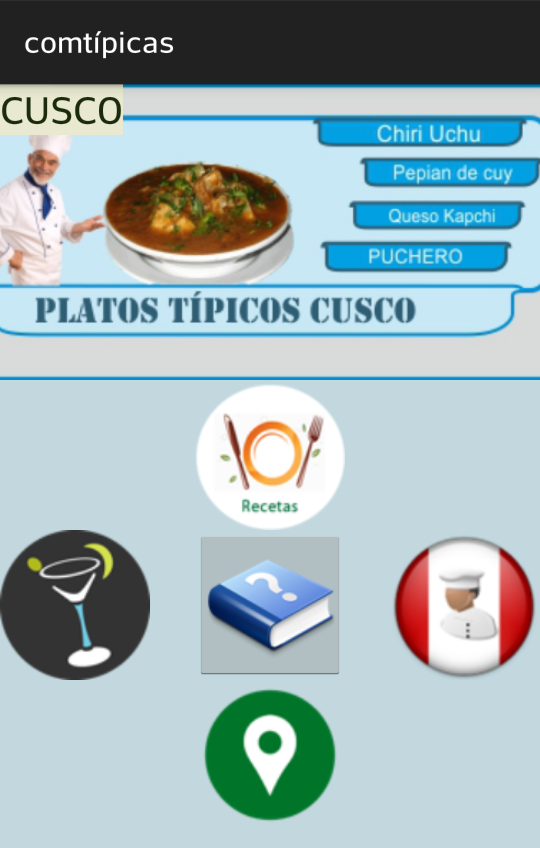 comtípicas
CUSCO
Chiri Uchu
Pepian de cuy
Queso Kapchi
PUCHERO
PLATOS TÍPICOS CUSCO
Recetas
?